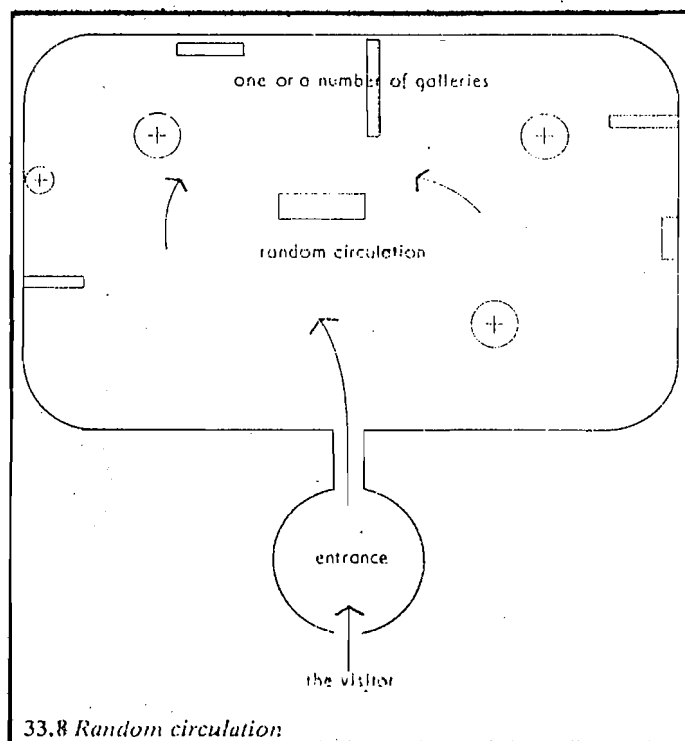 one or a number of galleries
random circulation
entrance
the visitor
33.8 Random circulation